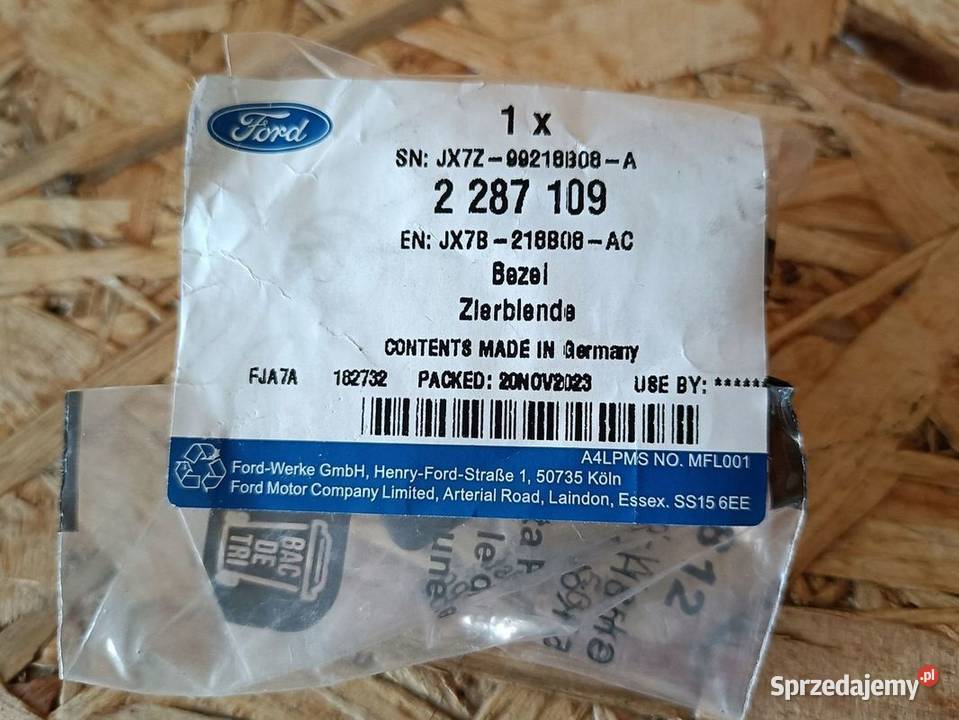 Ford
1 x
SN: JX7Z-99218B08-A
2 287 109
EN: JX7B-218B08-AC
Bezel
Zierblende
CONTENTS MADE IN Germany
FJA7A 182732 PACKED: 20NOV2023 USE BY: ******
A4LPMS NO. MFL001
Ford-Werke GmbH, Henry-Ford-Straße 1, 50735 Köln
Ford Motor Company Limited, Arterial Road, Laindon, Essex. SS15 6EE
BAC
DE
TRI
Sprzedajemy.pl